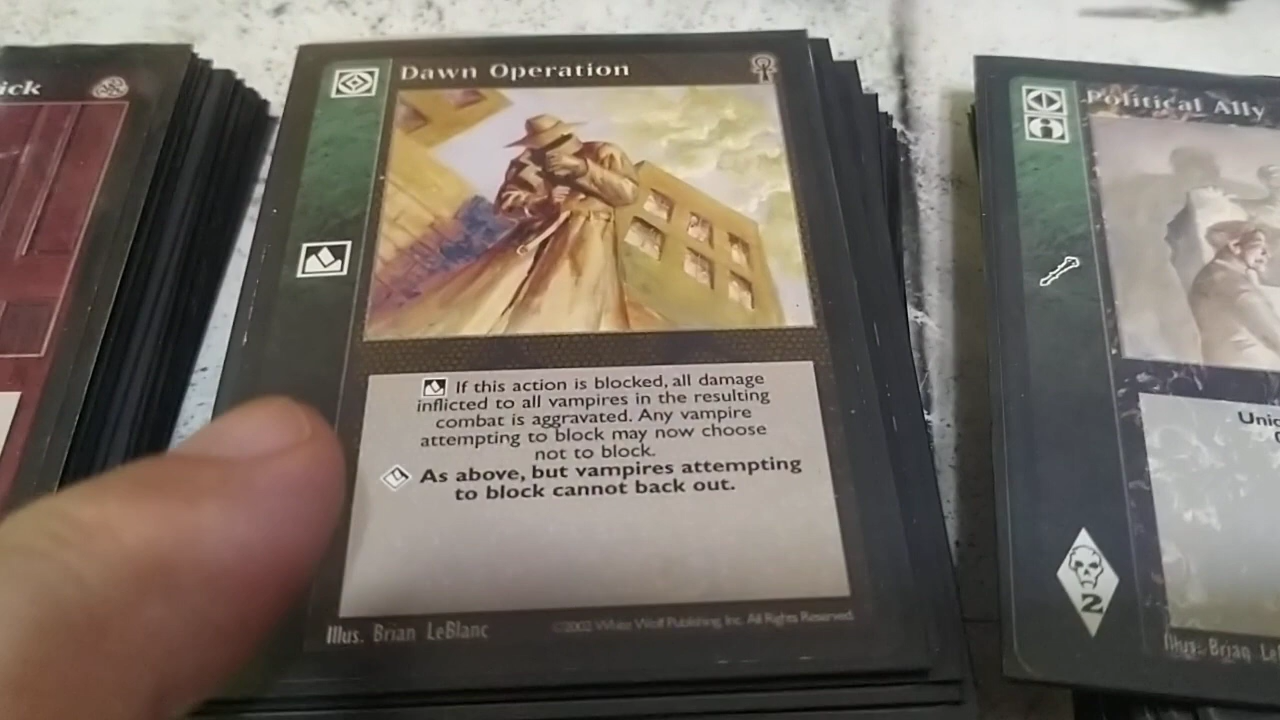 ick
Dawn Operation
If this action is blocked, all damage
inflicted to all vampires in the resulting
combat is aggravated. Any vampire
attempting to block may now choose
not to block.
As above, but vampires attempting
to block cannot back out.
Illus. Brian LeBlanc
©2002 White Wolf Publishing, Inc. All Rights Reserved.
Political Ally
Uniq
2
Illus. Brian Le